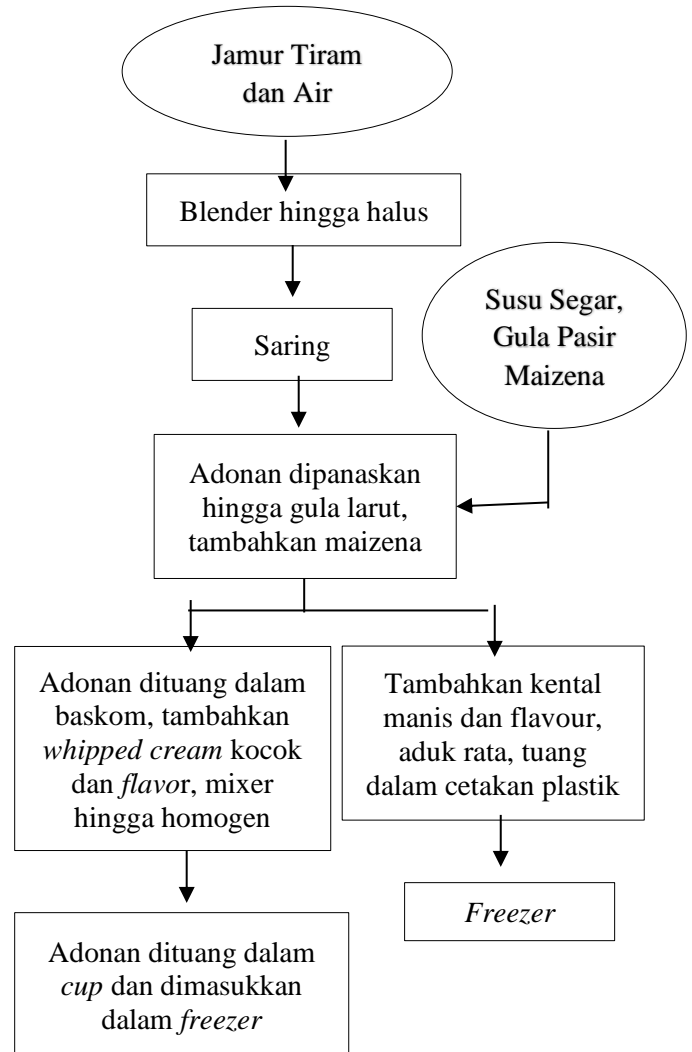 Jamur Tiram
dan Air
Blender hingga halus
Saring
Susu Segar,
Gula Pasir
Maizena
Adonan dipanaskan
hingga gula larut,
tambahkan maizena
Adonan dituang dalam
baskom, tambahkan
whipped cream kocok
dan flavor, mixer
hingga homogen
Tambahkan kental
manis dan flavour,
aduk rata, tuang
dalam cetakan plastik
Freezer
Adonan dituang dalam
cup dan dimasukkan
dalam freezer